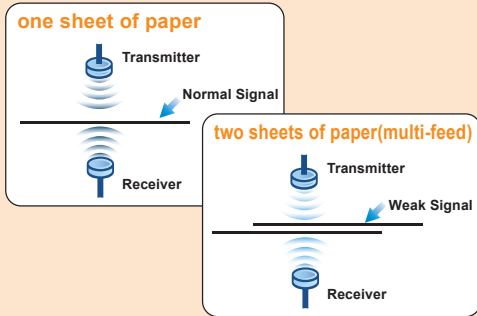 one sheet of paper
Transmitter
Normal Signal
Receiver
two sheets of paper(multi-feed)
Transmitter
Weak Signal
Receiver